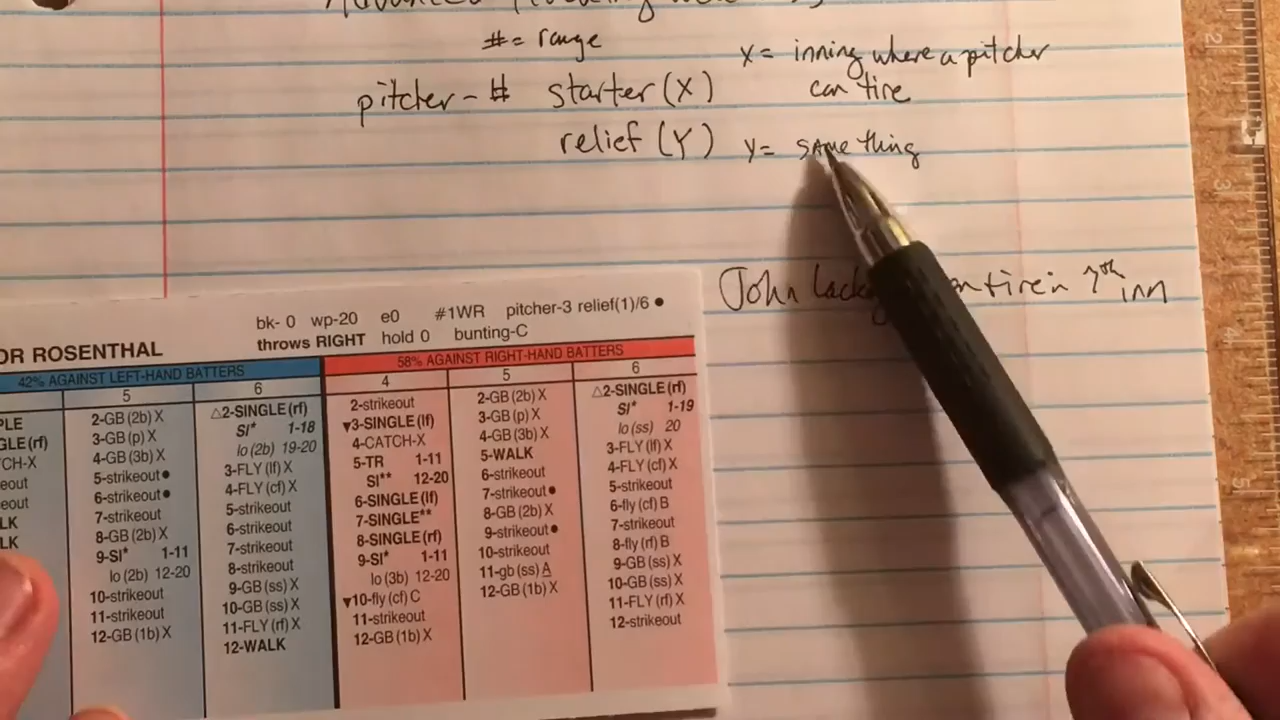 Advanced
# = range
x = inning where a pitcher
can tire
pitcher - # starter (X)
relief (Y) y = same thing
John in 7th inn
bk- 0 wp-20 e0 #1WR pitcher-3 relief(1)/6 ●
throws RIGHT hold 0 bunting-C
OR ROSENTHAL
42% AGAINST LEFT-HAND BATTERS
58% AGAINST RIGHT-HAND BATTERS
5
2-GB (2b) X
3-GB (p) X
4-GB (3b) X
5-strikeout ●
6-strikeout ●
7-strikeout
8-GB (2b) X
9-SI* 1-11
lo (2b) 12-20
10-strikeout
11-strikeout
12-GB (1b) X
6
△2-SINGLE (rf)
SI* 1-18
lo (2b) 19-20
3-FLY (lf) X
4-FLY (cf) X
5-strikeout
6-strikeout
7-strikeout
8-strikeout
9-GB (ss) X
10-GB (ss) X
11-FLY (rf) X
12-WALK
4
2-strikeout
▼3-SINGLE (lf)
4-CATCH-X
5-TR 1-11
SI** 12-20
6-SINGLE (lf)
7-SINGLE**
8-SINGLE (rf)
9-SI* 1-11
lo (3b) 12-20
▼10-fly (cf) C
11-strikeout
12-GB (1b) X
5
2-GB (2b) X
3-GB (p) X
4-GB (3b) X
5-WALK
6-strikeout
7-strikeout ●
8-GB (2b) X
9-strikeout ●
10-strikeout
11-gb (ss) A
12-GB (1b) X
6
△2-SINGLE (rf)
SI* 1-19
lo (ss) 20
3-FLY (lf) X
4-FLY (cf) X
5-strikeout
6-fly (cf) B
7-strikeout
8-fly (rf) B
9-GB (ss) X
10-GB (ss) X
11-FLY (rf) X
12-strikeout
PLE
GLE (rf)
TCH-X
eout
eout
LK
LK
2
3
4
5